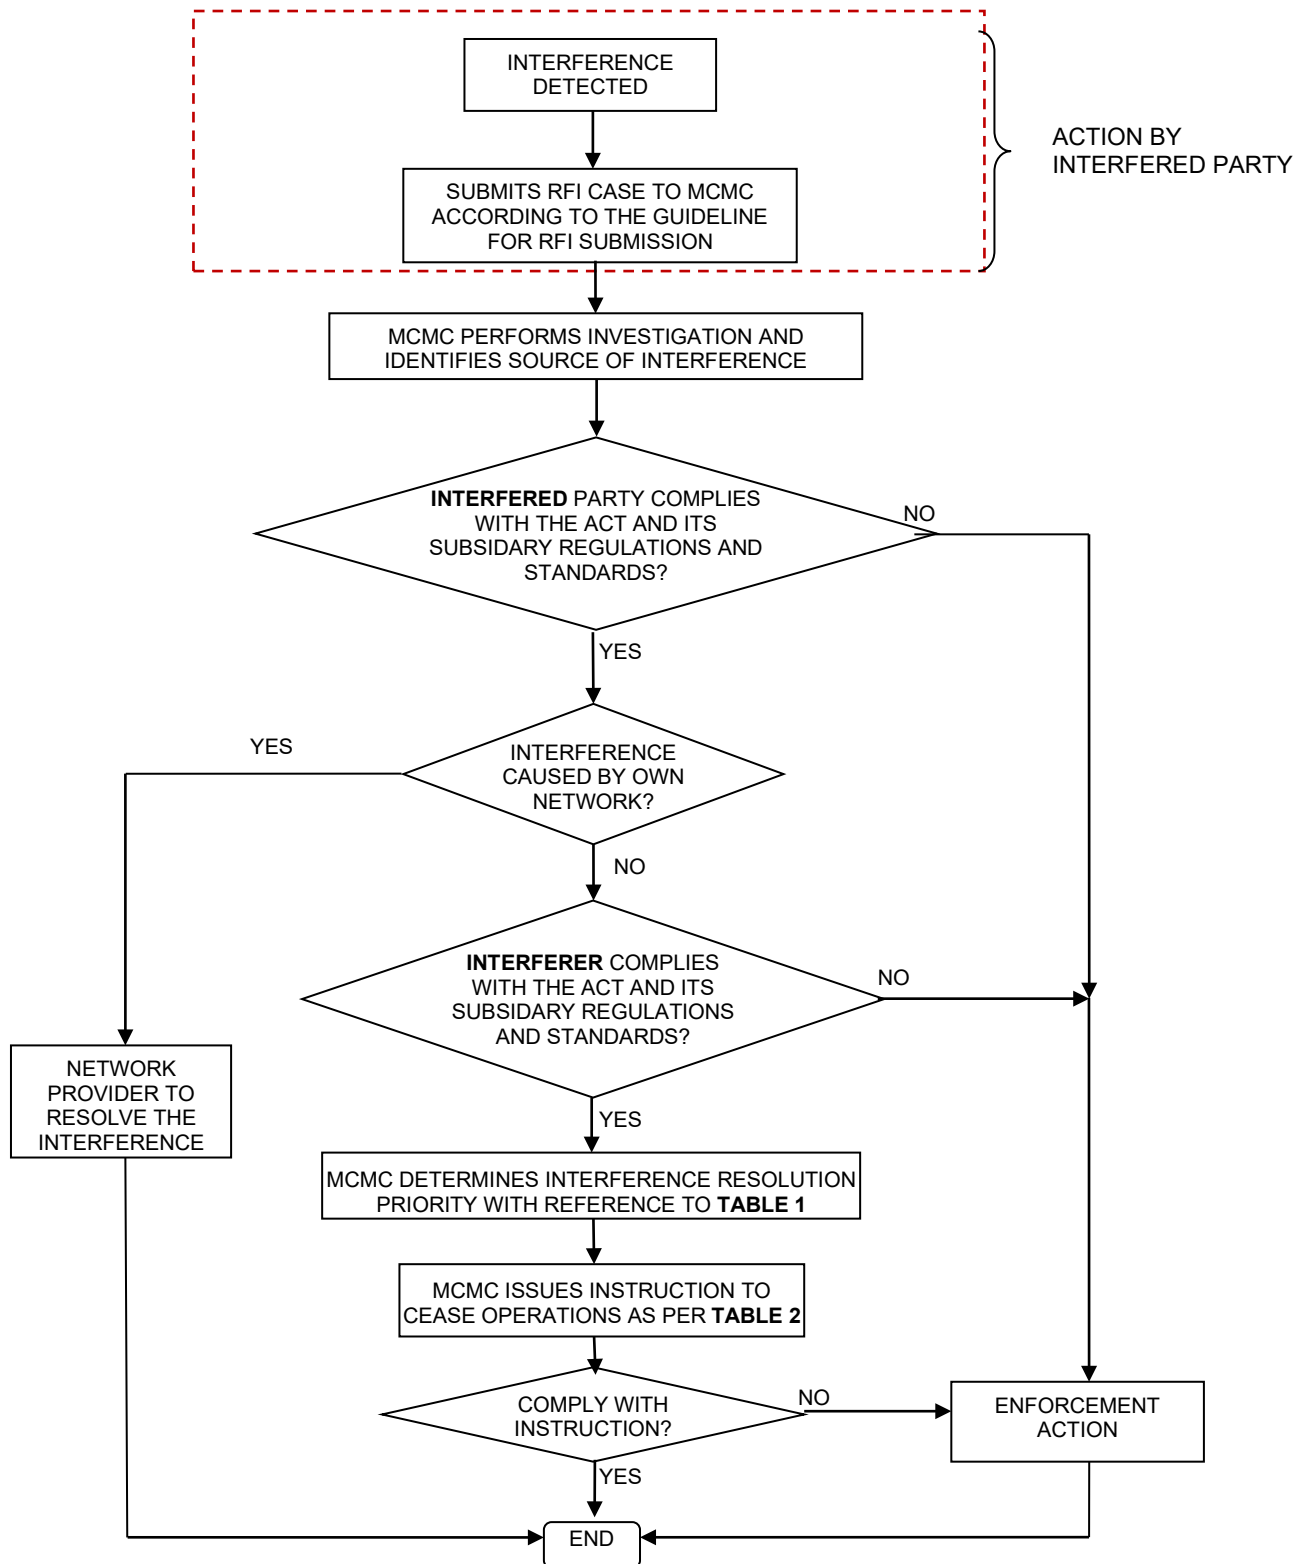 INTERFERENCE
DETECTED
ACTION BY
INTERFERED PARTY
SUBMITS RFI CASE TO MCMC
ACCORDING TO THE GUIDELINE
FOR RFI SUBMISSION
MCMC PERFORMS INVESTIGATION AND
IDENTIFIES SOURCE OF INTERFERENCE
INTERFERED PARTY COMPLIES
WITH THE ACT AND ITS
SUBSIDARY REGULATIONS AND
STANDARDS?
NO
YES
INTERFERENCE
CAUSED BY OWN
NETWORK?
YES
NO
INTERFERER COMPLIES
WITH THE ACT AND ITS
SUBSIDARY REGULATIONS
AND STANDARDS?
NO
NETWORK
PROVIDER TO
RESOLVE THE
INTERFERENCE
YES
MCMC DETERMINES INTERFERENCE RESOLUTION
PRIORITY WITH REFERENCE TO TABLE 1
MCMC ISSUES INSTRUCTION TO
CEASE OPERATIONS AS PER TABLE 2
COMPLY WITH
INSTRUCTION?
NO
ENFORCEMENT
ACTION
YES
END